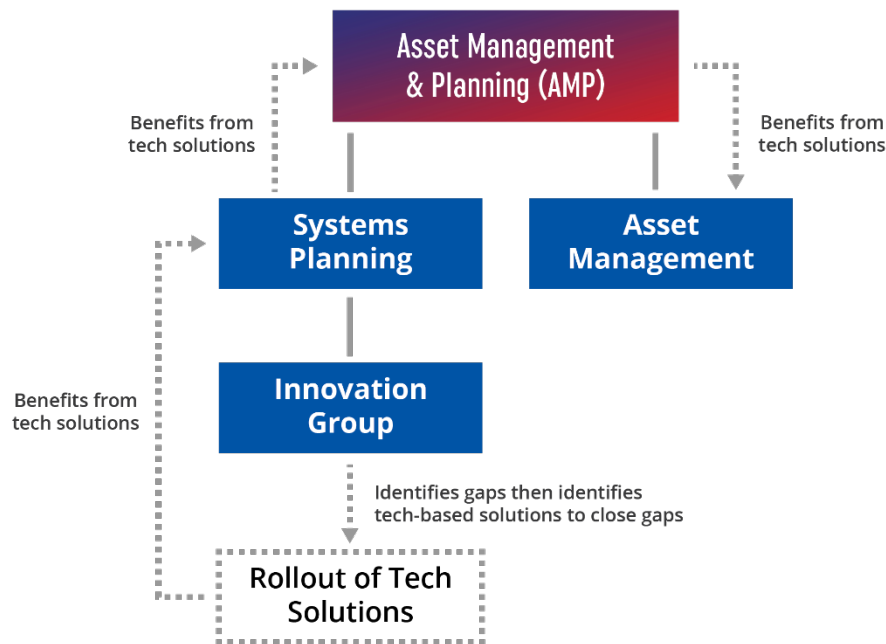 Asset Management
& Planning (AMP)
Benefits from
tech solutions
Benefits from
tech solutions
Systems
Planning
Asset
Management
Innovation
Group
Benefits from
tech solutions
Identifies gaps then identifies
tech-based solutions to close gaps
Rollout of Tech
Solutions